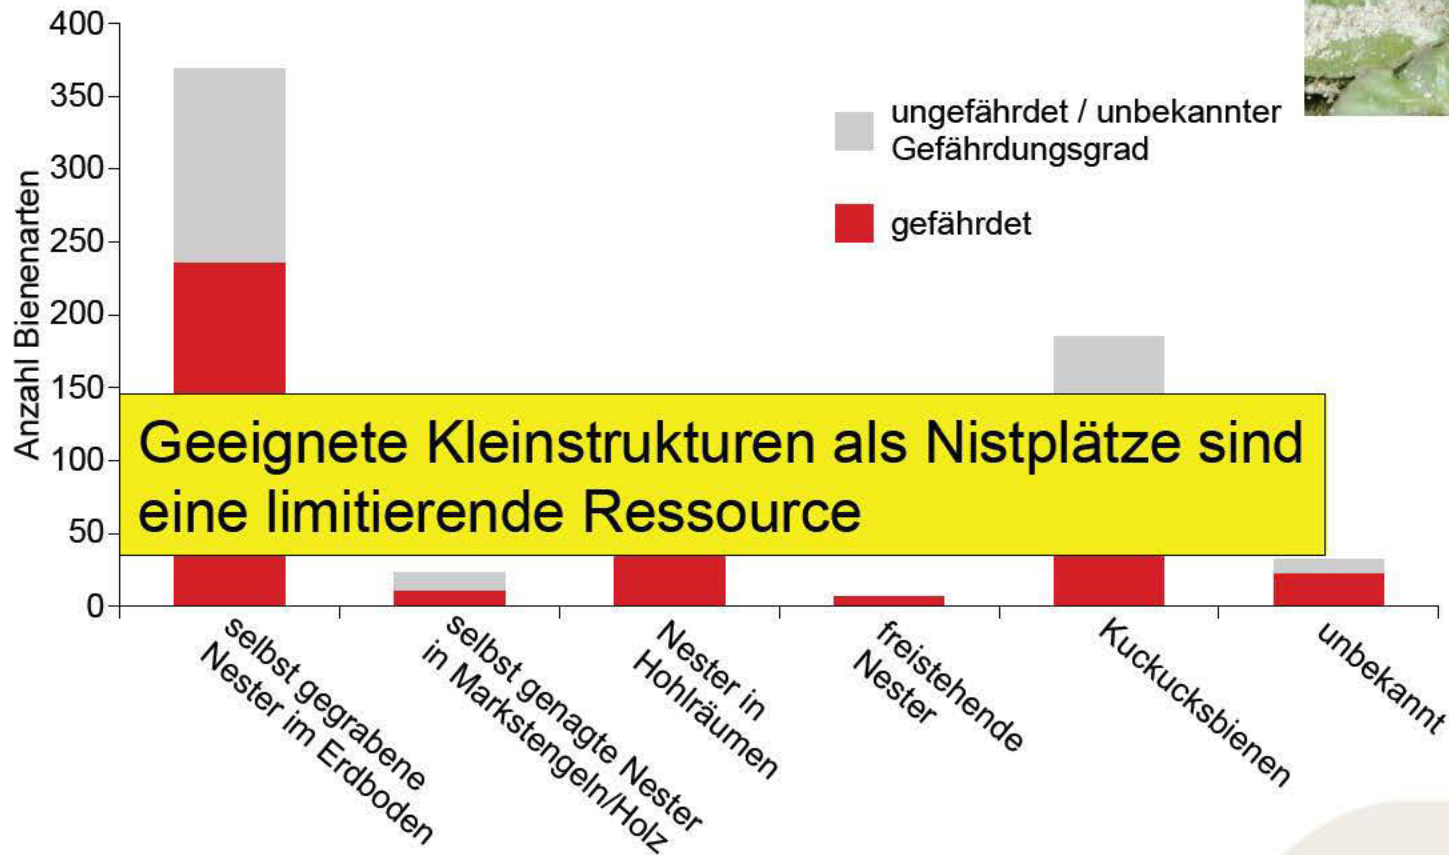 400
350
300
250
200
150
100
50
0
Anzahl Bienenarten
ungefährdet / unbekannter
Gefährdungsgrad
gefährdet
Geeignete Kleinstrukturen als Nistplätze sind
eine limitierende Ressource
selbst gegrabene
Nester im Erdboden
selbst genagte Nester
in Markstengeln/Holz
Nester in
Hohlräumen
freistehende
Nester
Kuckucksbienen
unbekannt